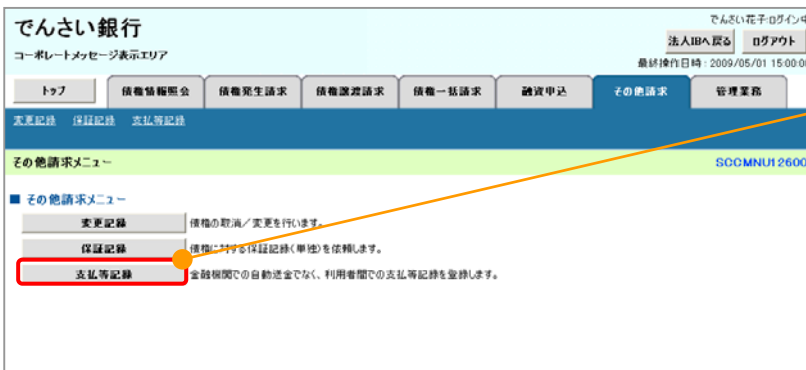 でんさい銀行
コーポレートメッセージ表示エリア
でんさい花子:ログイン中
法人IBへ戻る ログアウト
最終操作日時:2009/05/01 15:00:00
トップ 債権情報照会 債権発生請求 債権譲渡請求 債権一括請求 融資申込 その他請求 管理業務
変更記録 保証記録 支払等記録
その他請求メニュー SCCMNU12600
■ その他請求メニュー
変更記録 債権の取消/変更を行います。
保証記録 債権に対する保証記録(単独)を依頼します。
支払等記録 金融機関での自動送金でなく、利用者間での支払等記録を登録します。